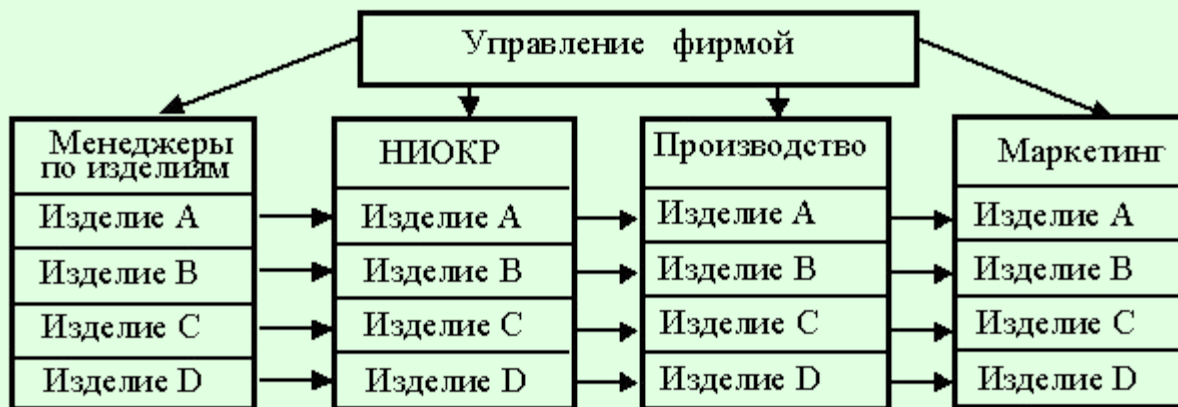 Управление фирмой
Менеджеры
по изделиям
НИОКР
Производство
Маркетинг
Изделие A
Изделие A
Изделие A
Изделие A
Изделие B
Изделие B
Изделие B
Изделие B
Изделие C
Изделие C
Изделие C
Изделие C
Изделие D
Изделие D
Изделие D
Изделие D